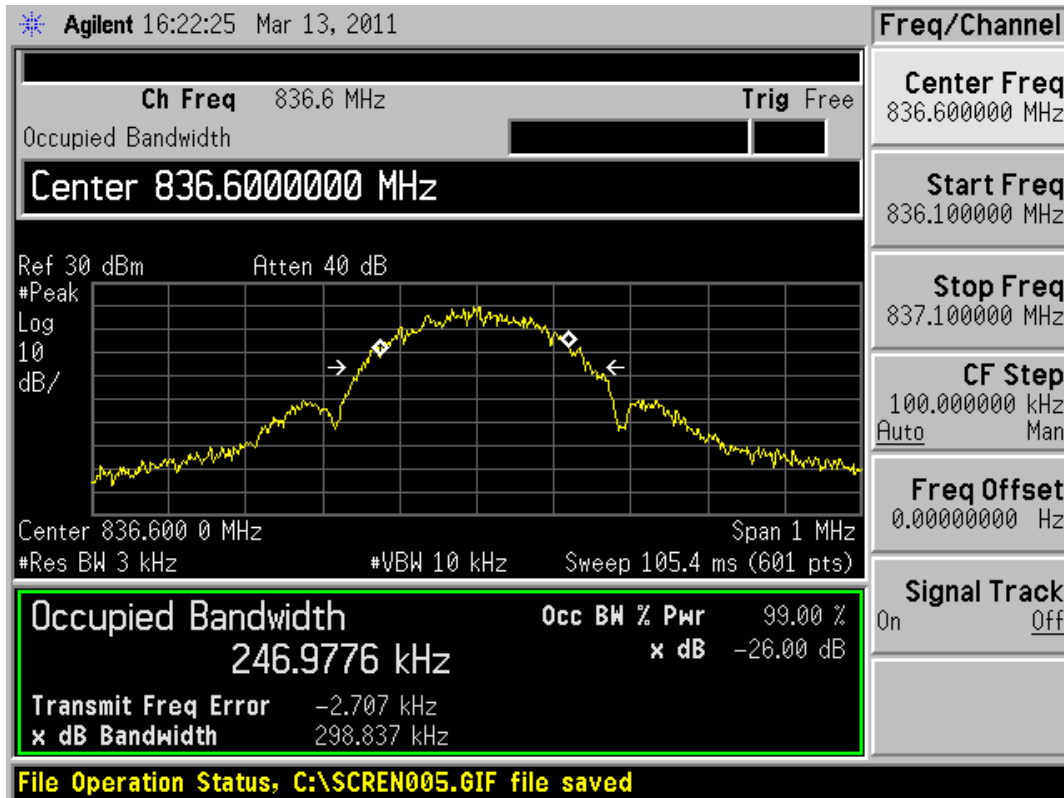 Agilent 16:22:25 Mar 13, 2011
Freq/Channel
Ch Freq 836.6 MHz Trig Free
Occupied Bandwidth
Center 836.6000000 MHz
Ref 30 dBm Atten 40 dB
#Peak
Log
10
dB/
Center 836.600 0 MHz Span 1 MHz
#Res BW 3 kHz #VBW 10 kHz Sweep 105.4 ms (601 pts)
Occupied Bandwidth
246.9776 kHz
Occ BW % Pwr 99.00 %
x dB -26.00 dB
Transmit Freq Error -2.707 kHz
x dB Bandwidth 298.837 kHz
Center Freq
836.600000 MHz
Start Freq
836.100000 MHz
Stop Freq
837.100000 MHz
CF Step
100.000000 kHz
Auto Man
Freq Offset
0.00000000 Hz
Signal Track
On Off
File Operation Status, C:\SCREN005.GIF file saved